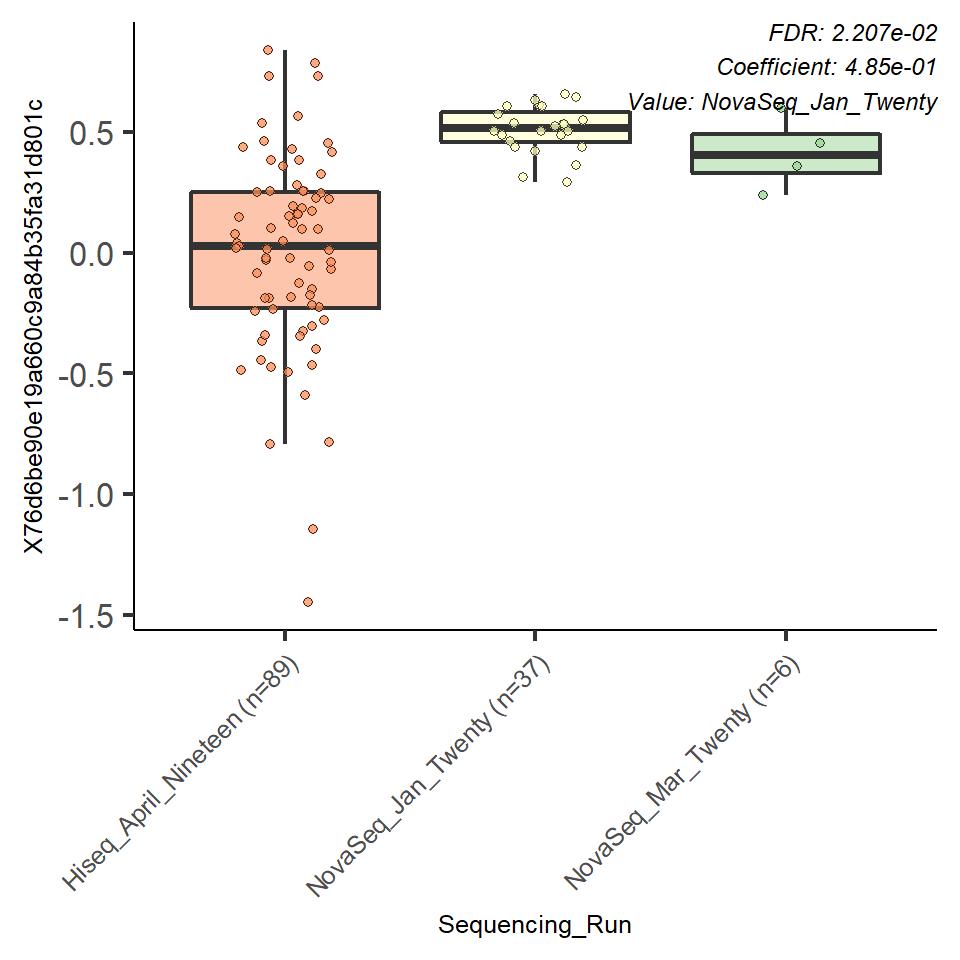 FDR: 2.207e-02
Coefficient: 4.85e-01
Value: NovaSeq_Jan_Twenty
X76d6be90e19a660c9a84b35fa31d801c
0.5
0.0
-0.5
-1.0
-1.5
Hiseq_April_Nineteen (n=89)
NovaSeq_Jan_Twenty (n=37)
NovaSeq_Mar_Twenty (n=6)
Sequencing_Run